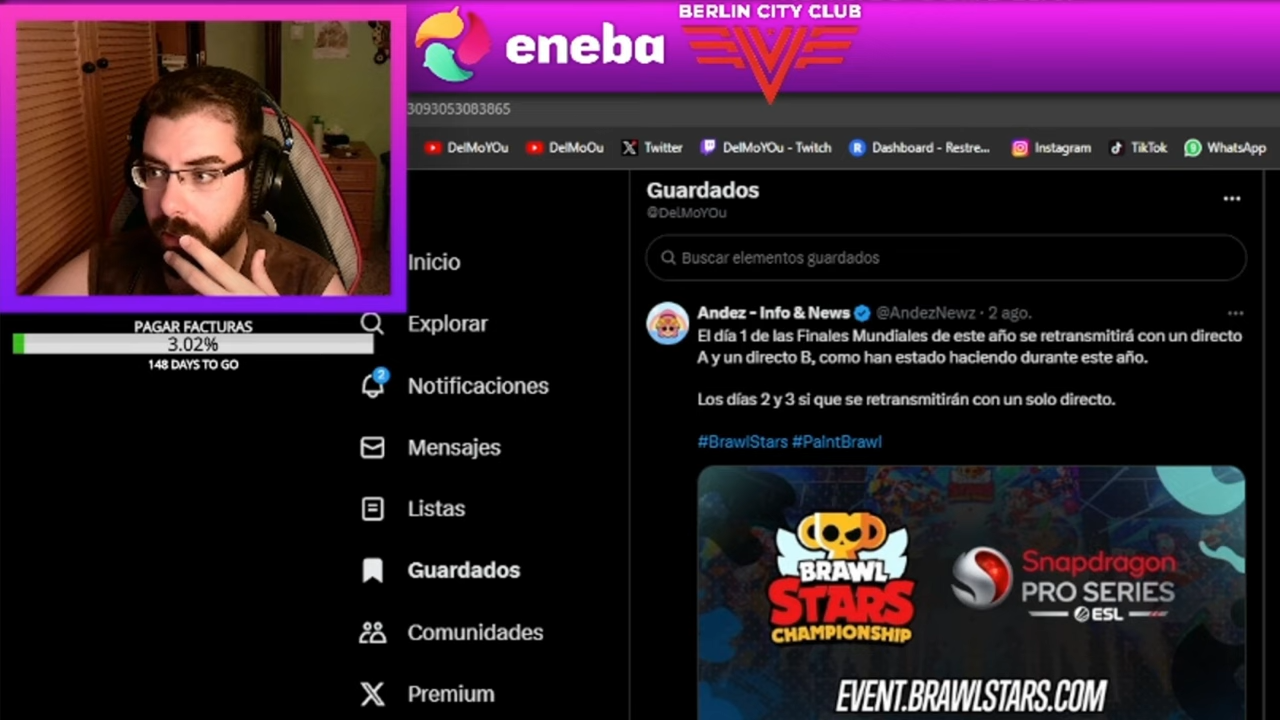 BERLIN CITY CLUB
eneba
3093053083865
DelMoYOu
DelMoOu
Twitter
DelMoYOu - Twitch
Dashboard - Restre...
Instagram
TikTok
WhatsApp
Guardados
@DelMoYOu
Buscar elementos guardados
Inicio
Explorar
2
Notificaciones
Mensajes
Listas
Guardados
Comunidades
Premium
PAGAR FACTURAS
3.02%
148 DAYS TO GO
Andez - Info & News @AndezNewz · 2 ago.
El día 1 de las Finales Mundiales de este año se retransmitirá con un directo
A y un directo B, como han estado haciendo durante este año.
Los días 2 y 3 si que se retransmitirán con un solo directo.
#BrawlStars #PaintBrawl
BRAWL
STARS
CHAMPIONSHIP
Snapdragon
PRO SERIES
ESL
EVENT.BRAWLSTARS.COM